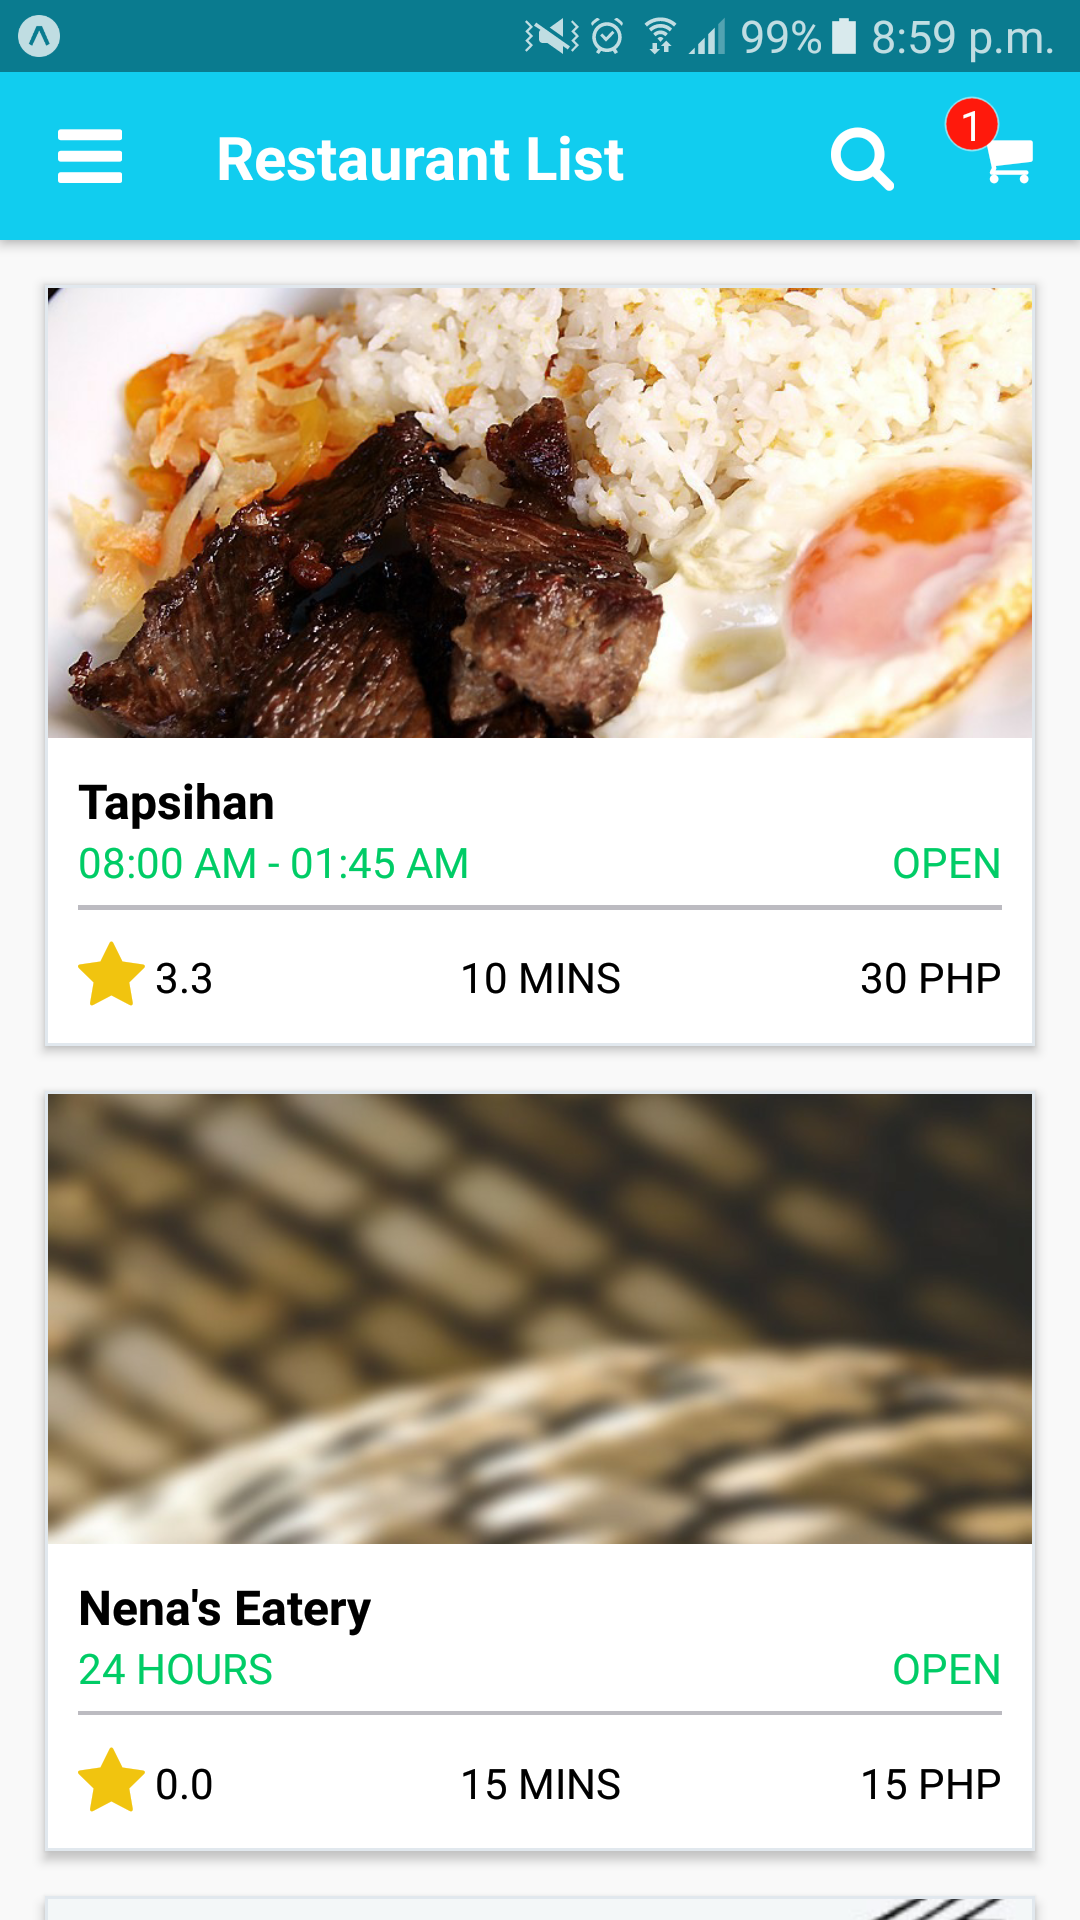 99% 8:59 p.m.
Restaurant List
1
Tapsihan
08:00 AM - 01:45 AM
OPEN
3.3
10 MINS
30 PHP
Nena's Eatery
24 HOURS
OPEN
0.0
15 MINS
15 PHP